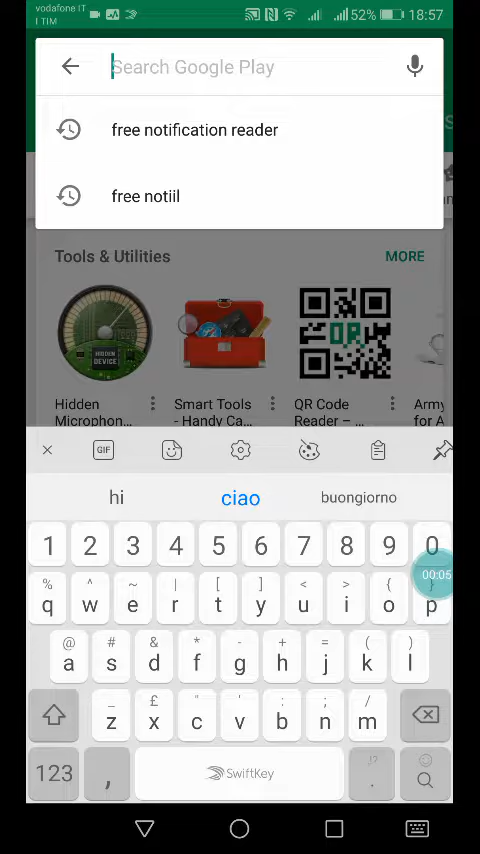 vodafone IT
| TIM
52% 18:57
Search Google Play
free notification reader
free notiil
Tools & Utilities
MORE
HIDDEN
DEVICE
QR
Hidden
Microphon...
Smart Tools
- Handy Ca...
QR Code
Reader – ...
Army
for A
GIF
hi ciao buongiorno
1 2 3 4 5 6 7 8 9 0
00:05
% ^ ~ | [ ] < > { }
q w e r t y u i o p
@ # & * - + = ( )
a s d f g h j k l
_ £ " ' : ; /
z x c v b n m
123 , SwiftKey !? .